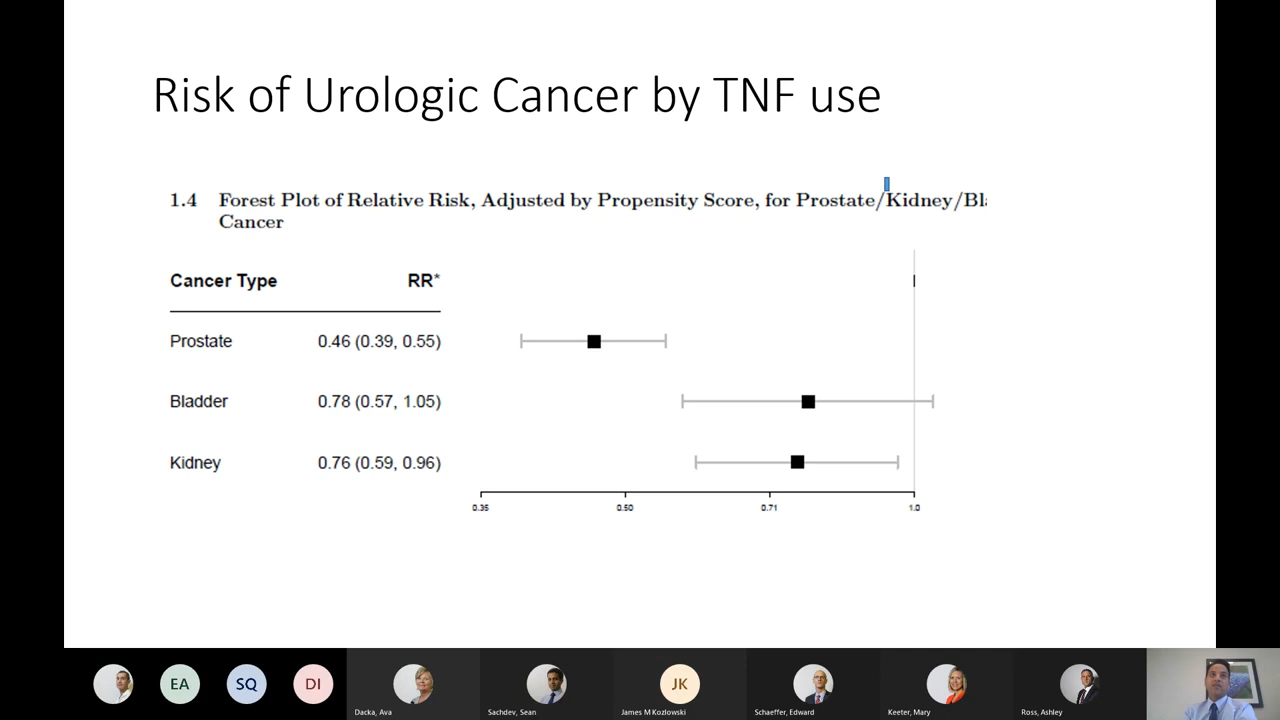 Risk of Urologic Cancer by TNF use
1.4 Forest Plot of Relative Risk, Adjusted by Propensity Score, for Prostate/Kidney/Bla
Cancer
Cancer Type RR*
Prostate 0.46 (0.39, 0.55)
Bladder 0.78 (0.57, 1.05)
Kidney 0.76 (0.59, 0.96)
0.35 0.50 0.71 1.0
EA SQ DI JK
Dacka, Ava Sachdev, Sean James M Kozlowski Schaeffer, Edward Keeter, Mary Ross, Ashley